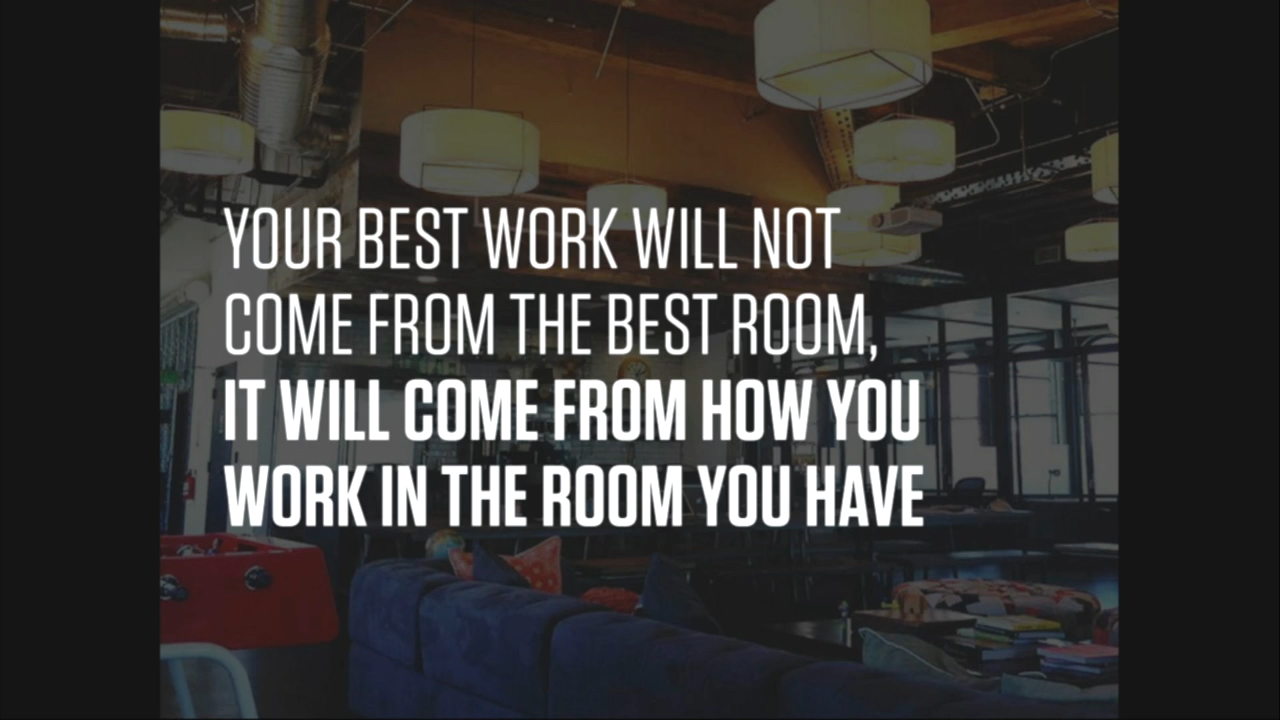 YOUR BEST WORK WILL NOT
COME FROM THE BEST ROOM,
IT WILL COME FROM HOW YOU
WORK IN THE ROOM YOU HAVE